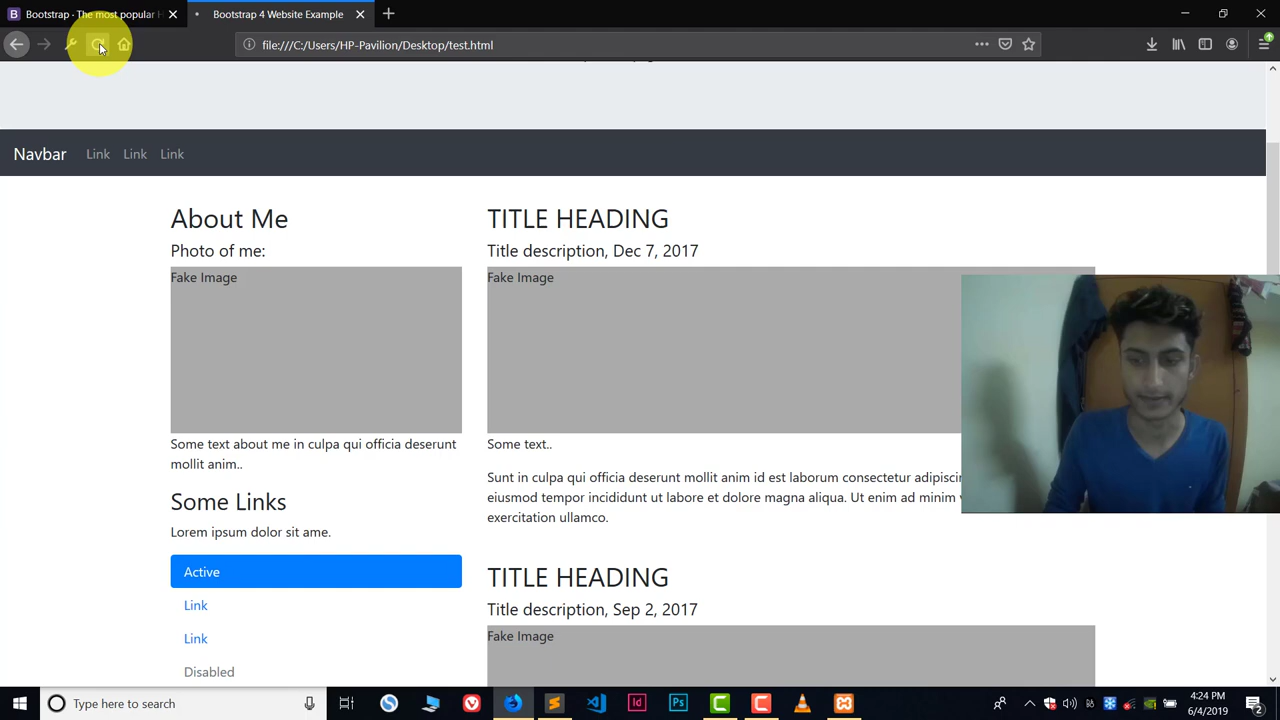 Bootstrap · The most popular H
Bootstrap 4 Website Example
file:///C:/Users/HP-Pavilion/Desktop/test.html
Navbar Link Link Link
About Me
Photo of me:
Fake Image
Some text about me in culpa qui officia deserunt
mollit anim..
Some Links
Lorem ipsum dolor sit ame.
Active
Link
Link
Disabled
TITLE HEADING
Title description, Dec 7, 2017
Fake Image
Some text..
Sunt in culpa qui officia deserunt mollit anim id est laborum consectetur adipiscin
eiusmod tempor incididunt ut labore et dolore magna aliqua. Ut enim ad minim
exercitation ullamco.
TITLE HEADING
Title description, Sep 2, 2017
Fake Image
Type here to search
4:24 PM
6/4/2019
2